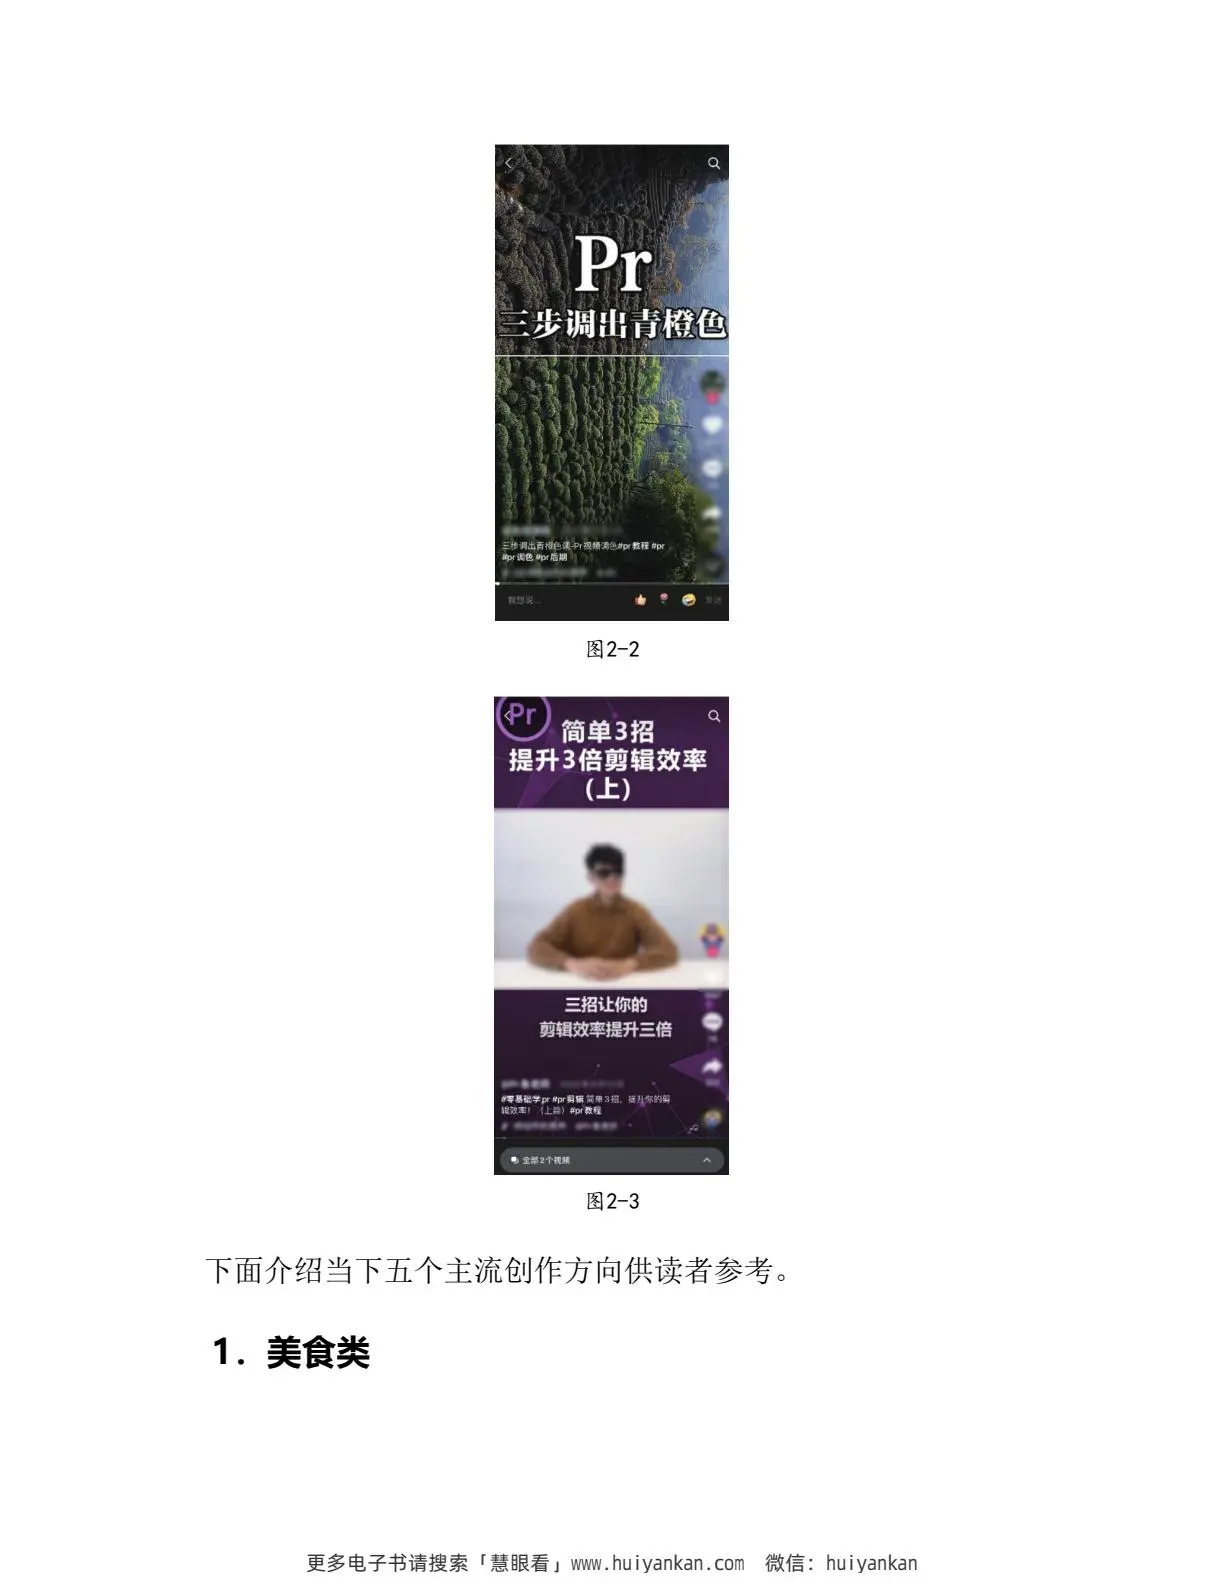 Pr
三步调出青橙色
三步调出青橙色调-Pr视频调色#pr教程 #pr
#pr调色 #pr后期
我想说... 发送
图2-2
Pr
简单3招
提升3倍剪辑效率
(上)
三招让你的
剪辑效率提升三倍
#零基础学pr #pr剪辑 简单3招，提升你的剪
辑效率！（上篇）#pr教程
全部2个视频
图2-3
下面介绍当下五个主流创作方向供读者参考。
1．美食类
更多电子书请搜索「慧眼看」www.huiyankan.com 微信：huiyankan